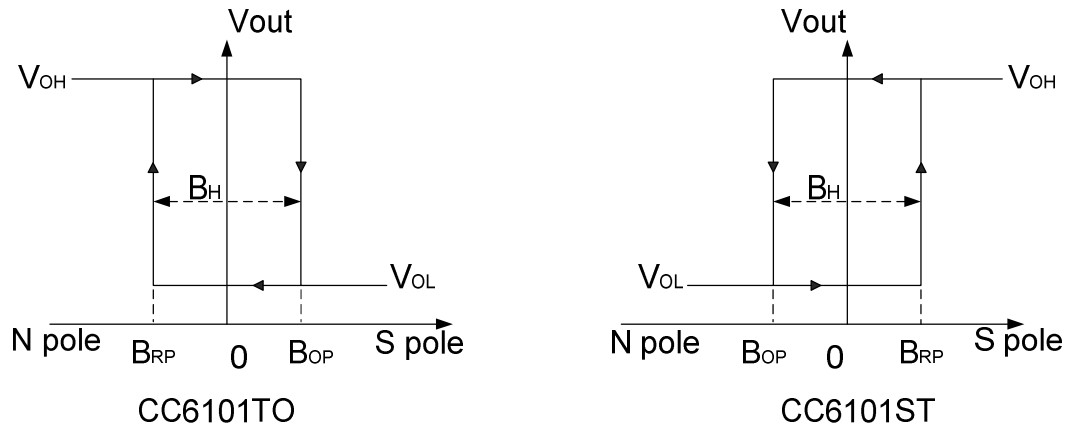 Vout
VOH
BH
VOL
N pole
BRP
0
BOP
S pole
CC6101TO
Vout
VOH
BH
VOL
N pole
BOP
0
BRP
S pole
CC6101ST